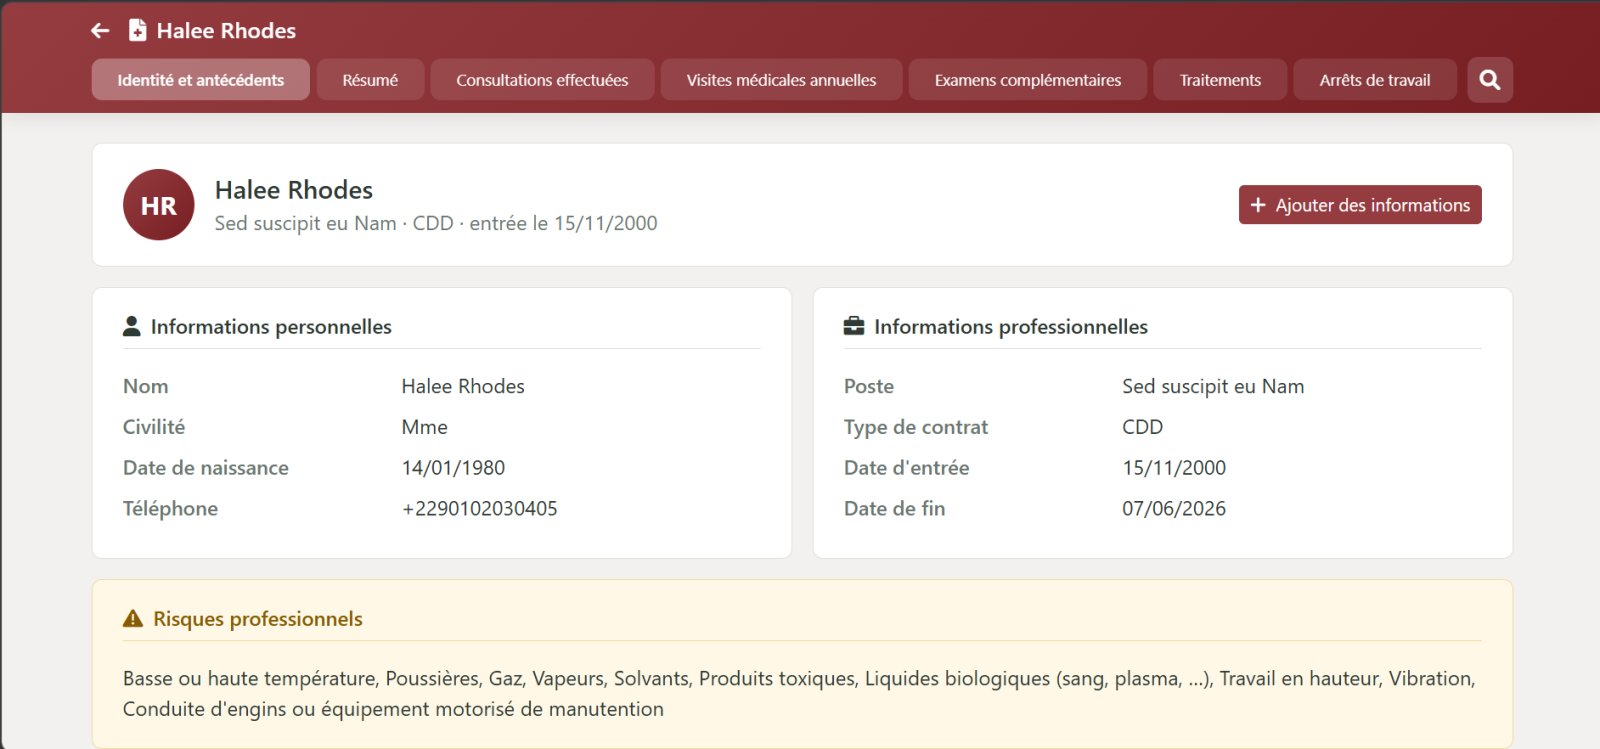 Halee Rhodes
Identité et antécédents Résumé Consultations effectuées Visites médicales annuelles Examens complémentaires Traitements Arrêts de travail
HR
Halee Rhodes
Sed suscipit eu Nam · CDD · entrée le 15/11/2000
+ Ajouter des informations
Informations personnelles
Nom Halee Rhodes
Civilité Mme
Date de naissance 14/01/1980
Téléphone +2290102030405
Informations professionnelles
Poste Sed suscipit eu Nam
Type de contrat CDD
Date d'entrée 15/11/2000
Date de fin 07/06/2026
Risques professionnels
Basse ou haute température, Poussières, Gaz, Vapeurs, Solvants, Produits toxiques, Liquides biologiques (sang, plasma, ...), Travail en hauteur, Vibration,
Conduite d'engins ou équipement motorisé de manutention